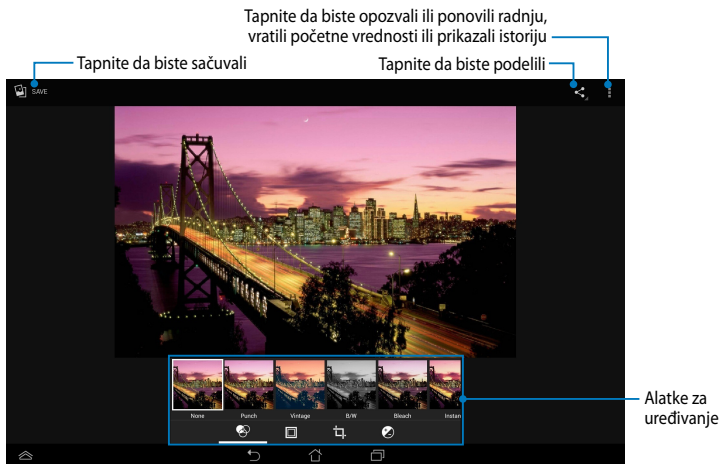 Tapnite da biste opozvali ili ponovili radnju,
vratili početne vrednosti ili prikazali istoriju
Tapnite da biste sačuvali
Tapnite da biste podelili
SAVE
None
Punch
Vintage
B/W
Bleach
Instan
Alatke za
uređivanje